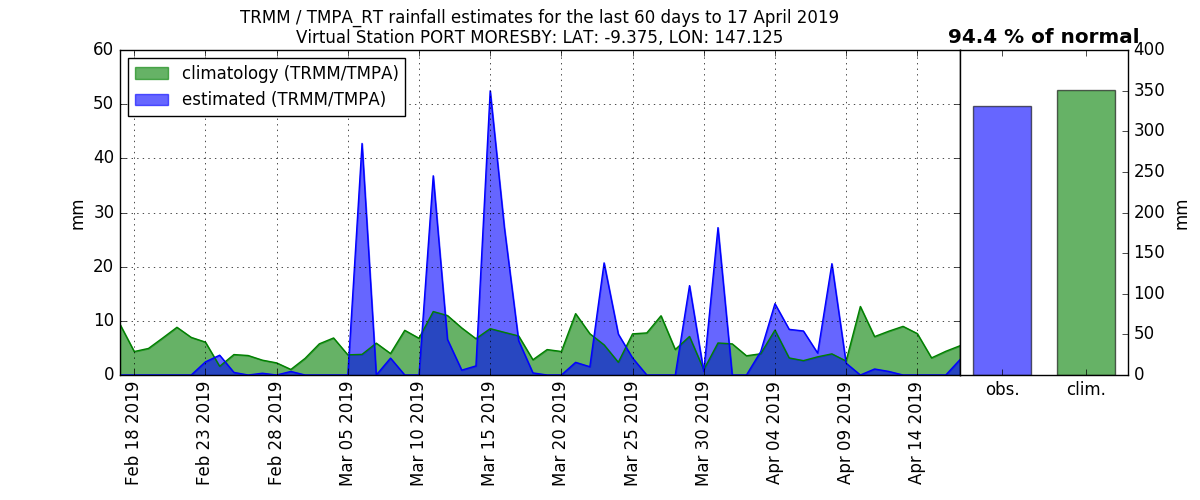 TRMM / TMPA_RT rainfall estimates for the last 60 days to 17 April 2019
Virtual Station PORT MORESBY: LAT: -9.375, LON: 147.125
94.4 % of normal
climatology (TRMM/TMPA)
estimated (TRMM/TMPA)
mm
60
50
40
30
20
10
0
Feb 18 2019
Feb 23 2019
Feb 28 2019
Mar 05 2019
Mar 10 2019
Mar 15 2019
Mar 20 2019
Mar 25 2019
Mar 30 2019
Apr 04 2019
Apr 09 2019
Apr 14 2019
obs.
clim.
400
350
300
250
200
150
100
50
0
mm